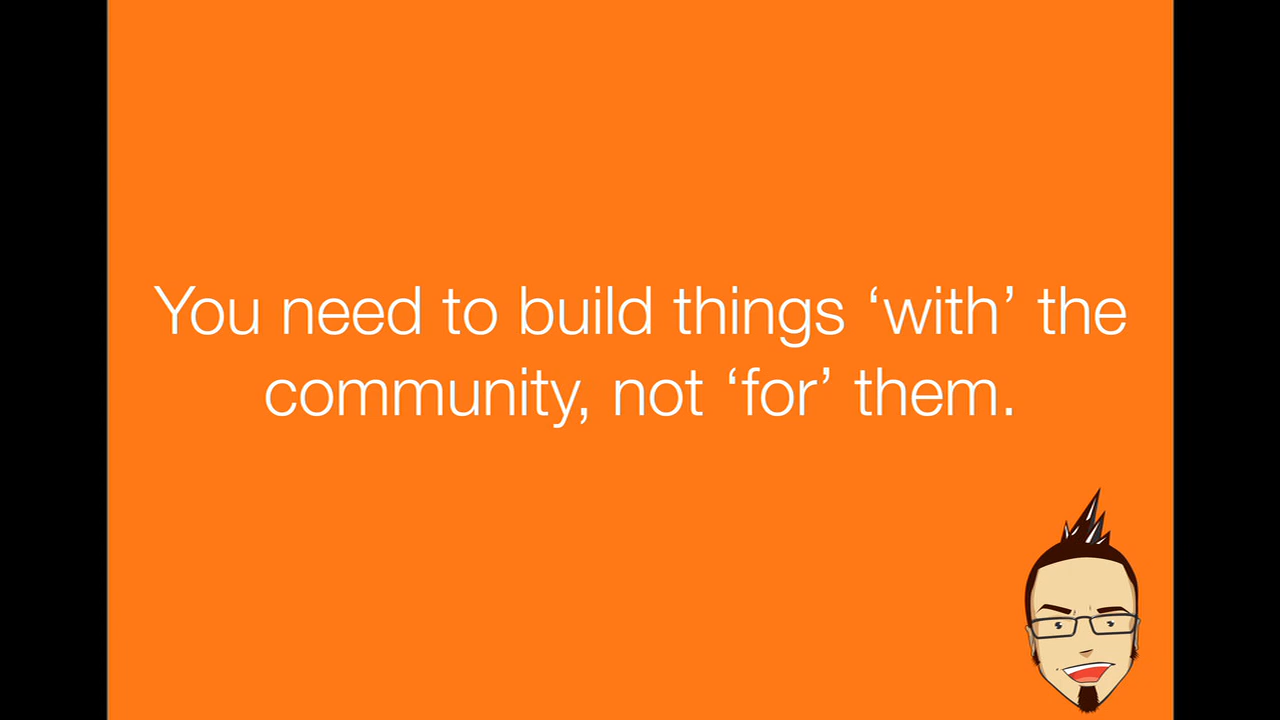 You need to build things ‘with’ the
community, not ‘for’ them.